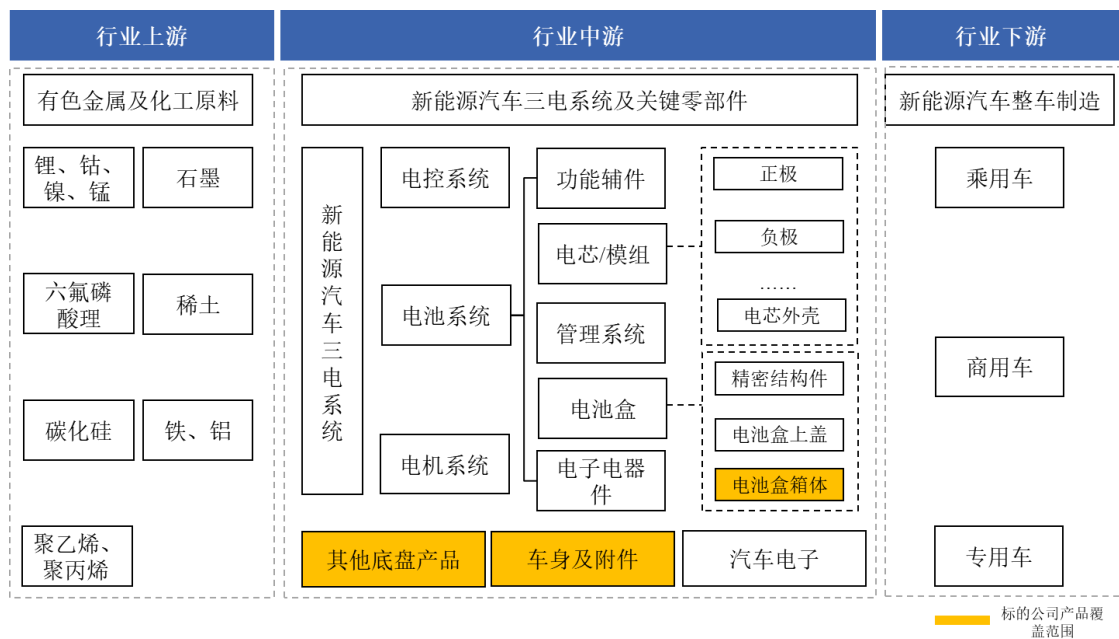 行业上游
行业中游
行业下游
有色金属及化工原料
新能源汽车三电系统及关键零部件
新能源汽车整车制造
锂、钴、
镍、锰
石墨
六氟磷
酸理
稀土
碳化硅
铁、铝
聚乙烯、
聚丙烯
新能源汽车三电系统
电控系统
电池系统
电机系统
功能辅件
电芯/模组
管理系统
电池盒
电子电器
件
正极
负极
......
电芯外壳
精密结构件
电池盒上盖
电池盒箱体
其他底盘产品
车身及附件
汽车电子
乘用车
商用车
专用车
标的公司产品覆
盖范围